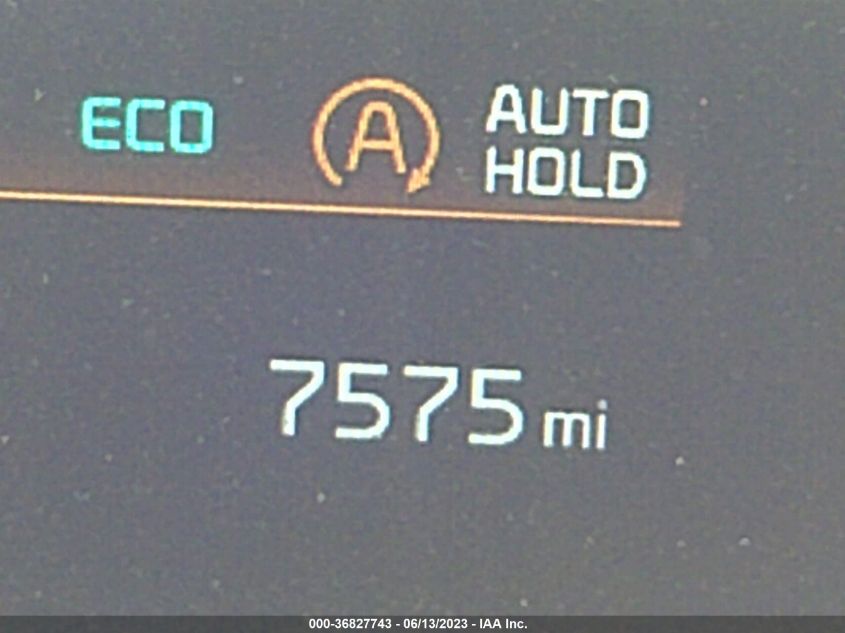 ECO A AUTO
HOLD
7575 mi
000-36827743 - 06/13/2023 - IAA Inc.